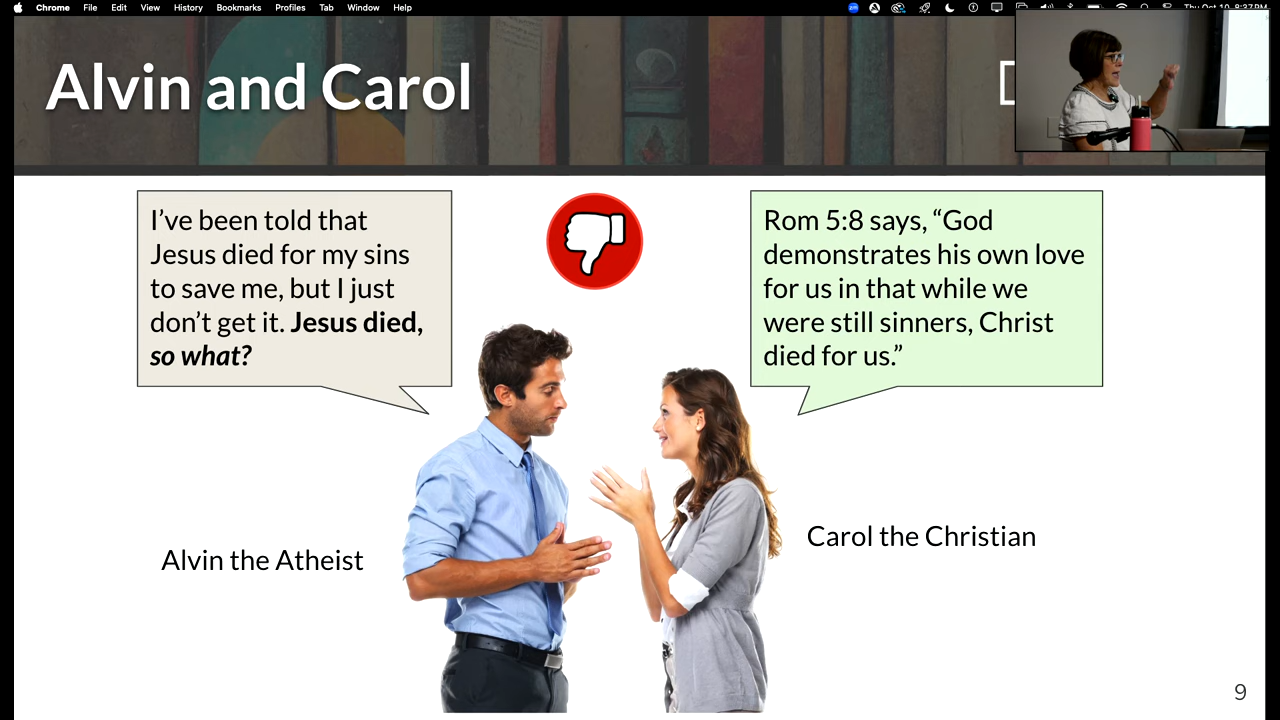 Chrome File Edit View History Bookmarks Profiles Tab Window Help
Alvin and Carol
I've been told that
Jesus died for my sins
to save me, but I just
don't get it. Jesus died,
so what?
Rom 5:8 says, “God
demonstrates his own love
for us in that while we
were still sinners, Christ
died for us.”
Alvin the Atheist
Carol the Christian
9